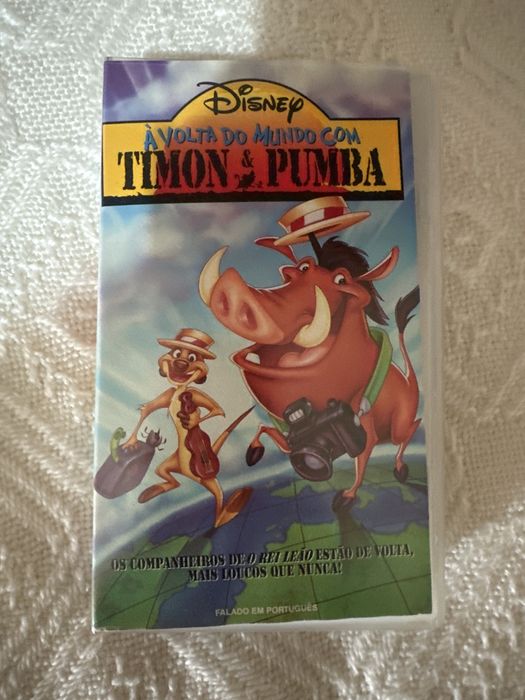 Disney
À VOLTA DO MUNDO COM
TIMON & PUMBA
OS COMPANHEIROS DE O REI LEÃO ESTÃO DE VOLTA,
MAIS LOUCOS QUE NUNCA!
FALADO EM PORTUGUÊS